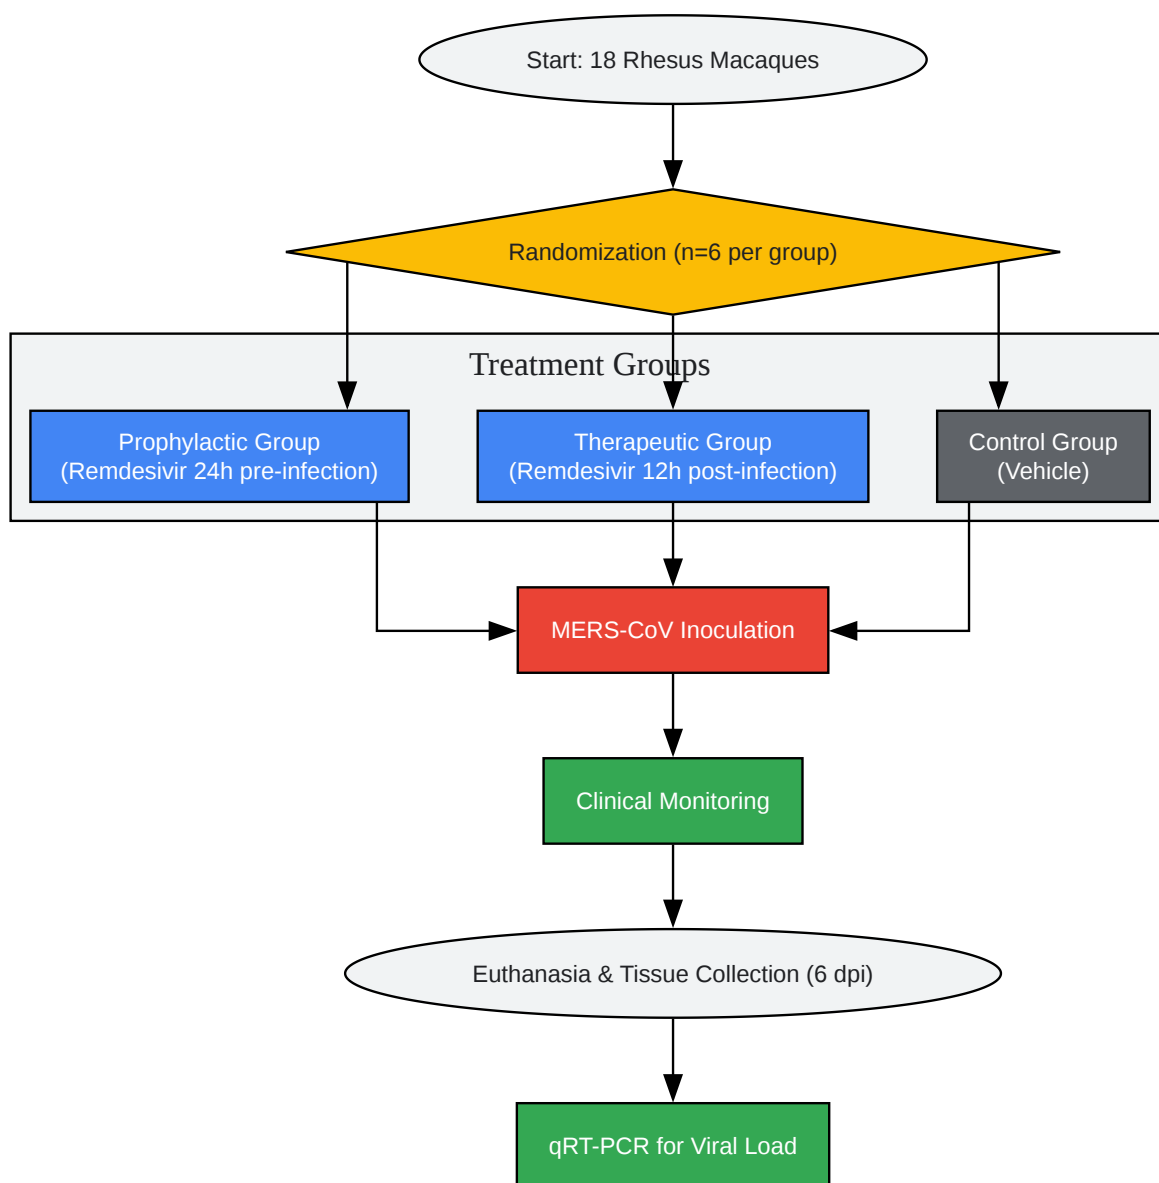 Start: 18 Rhesus Macaques
Randomization (n=6 per group)
Treatment Groups
Prophylactic Group
(Remdesivir 24h pre-infection)
Therapeutic Group
(Remdesivir 12h post-infection)
Control Group
(Vehicle)
MERS-CoV Inoculation
Clinical Monitoring
Euthanasia & Tissue Collection (6 dpi)
qRT-PCR for Viral Load